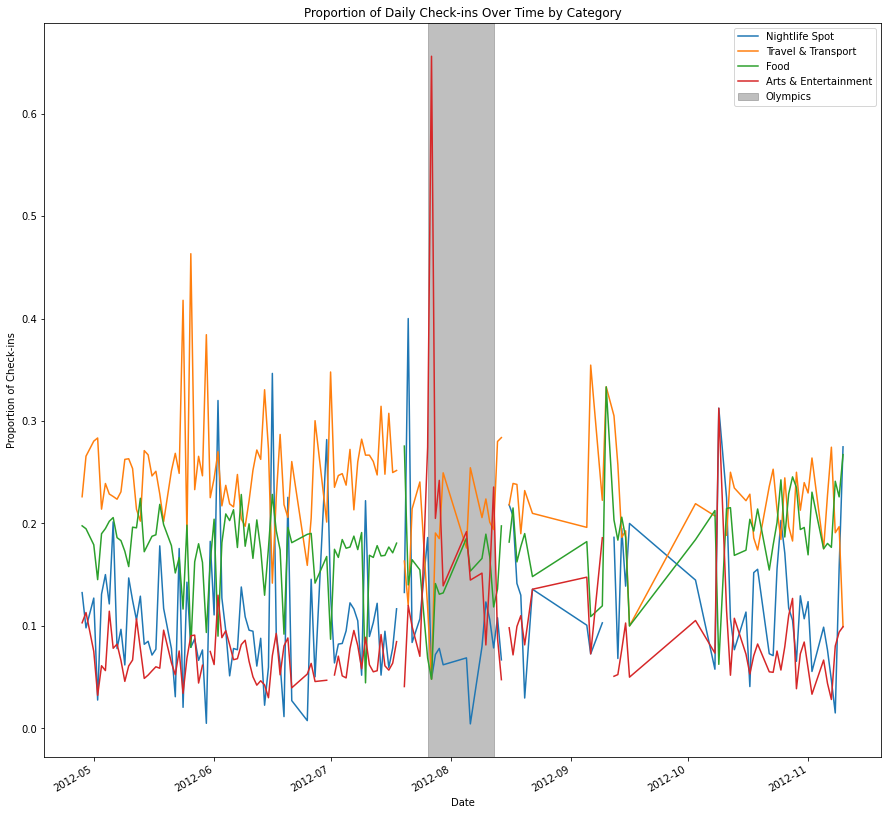 Proportion of Daily Check-ins Over Time by Category
Nightlife Spot
Travel & Transport
Food
Arts & Entertainment
Olympics
Proportion of Check-ins
0.6
0.5
0.4
0.3
0.2
0.1
0.0
2012-05
2012-06
2012-07
2012-08
2012-09
2012-10
2012-11
Date